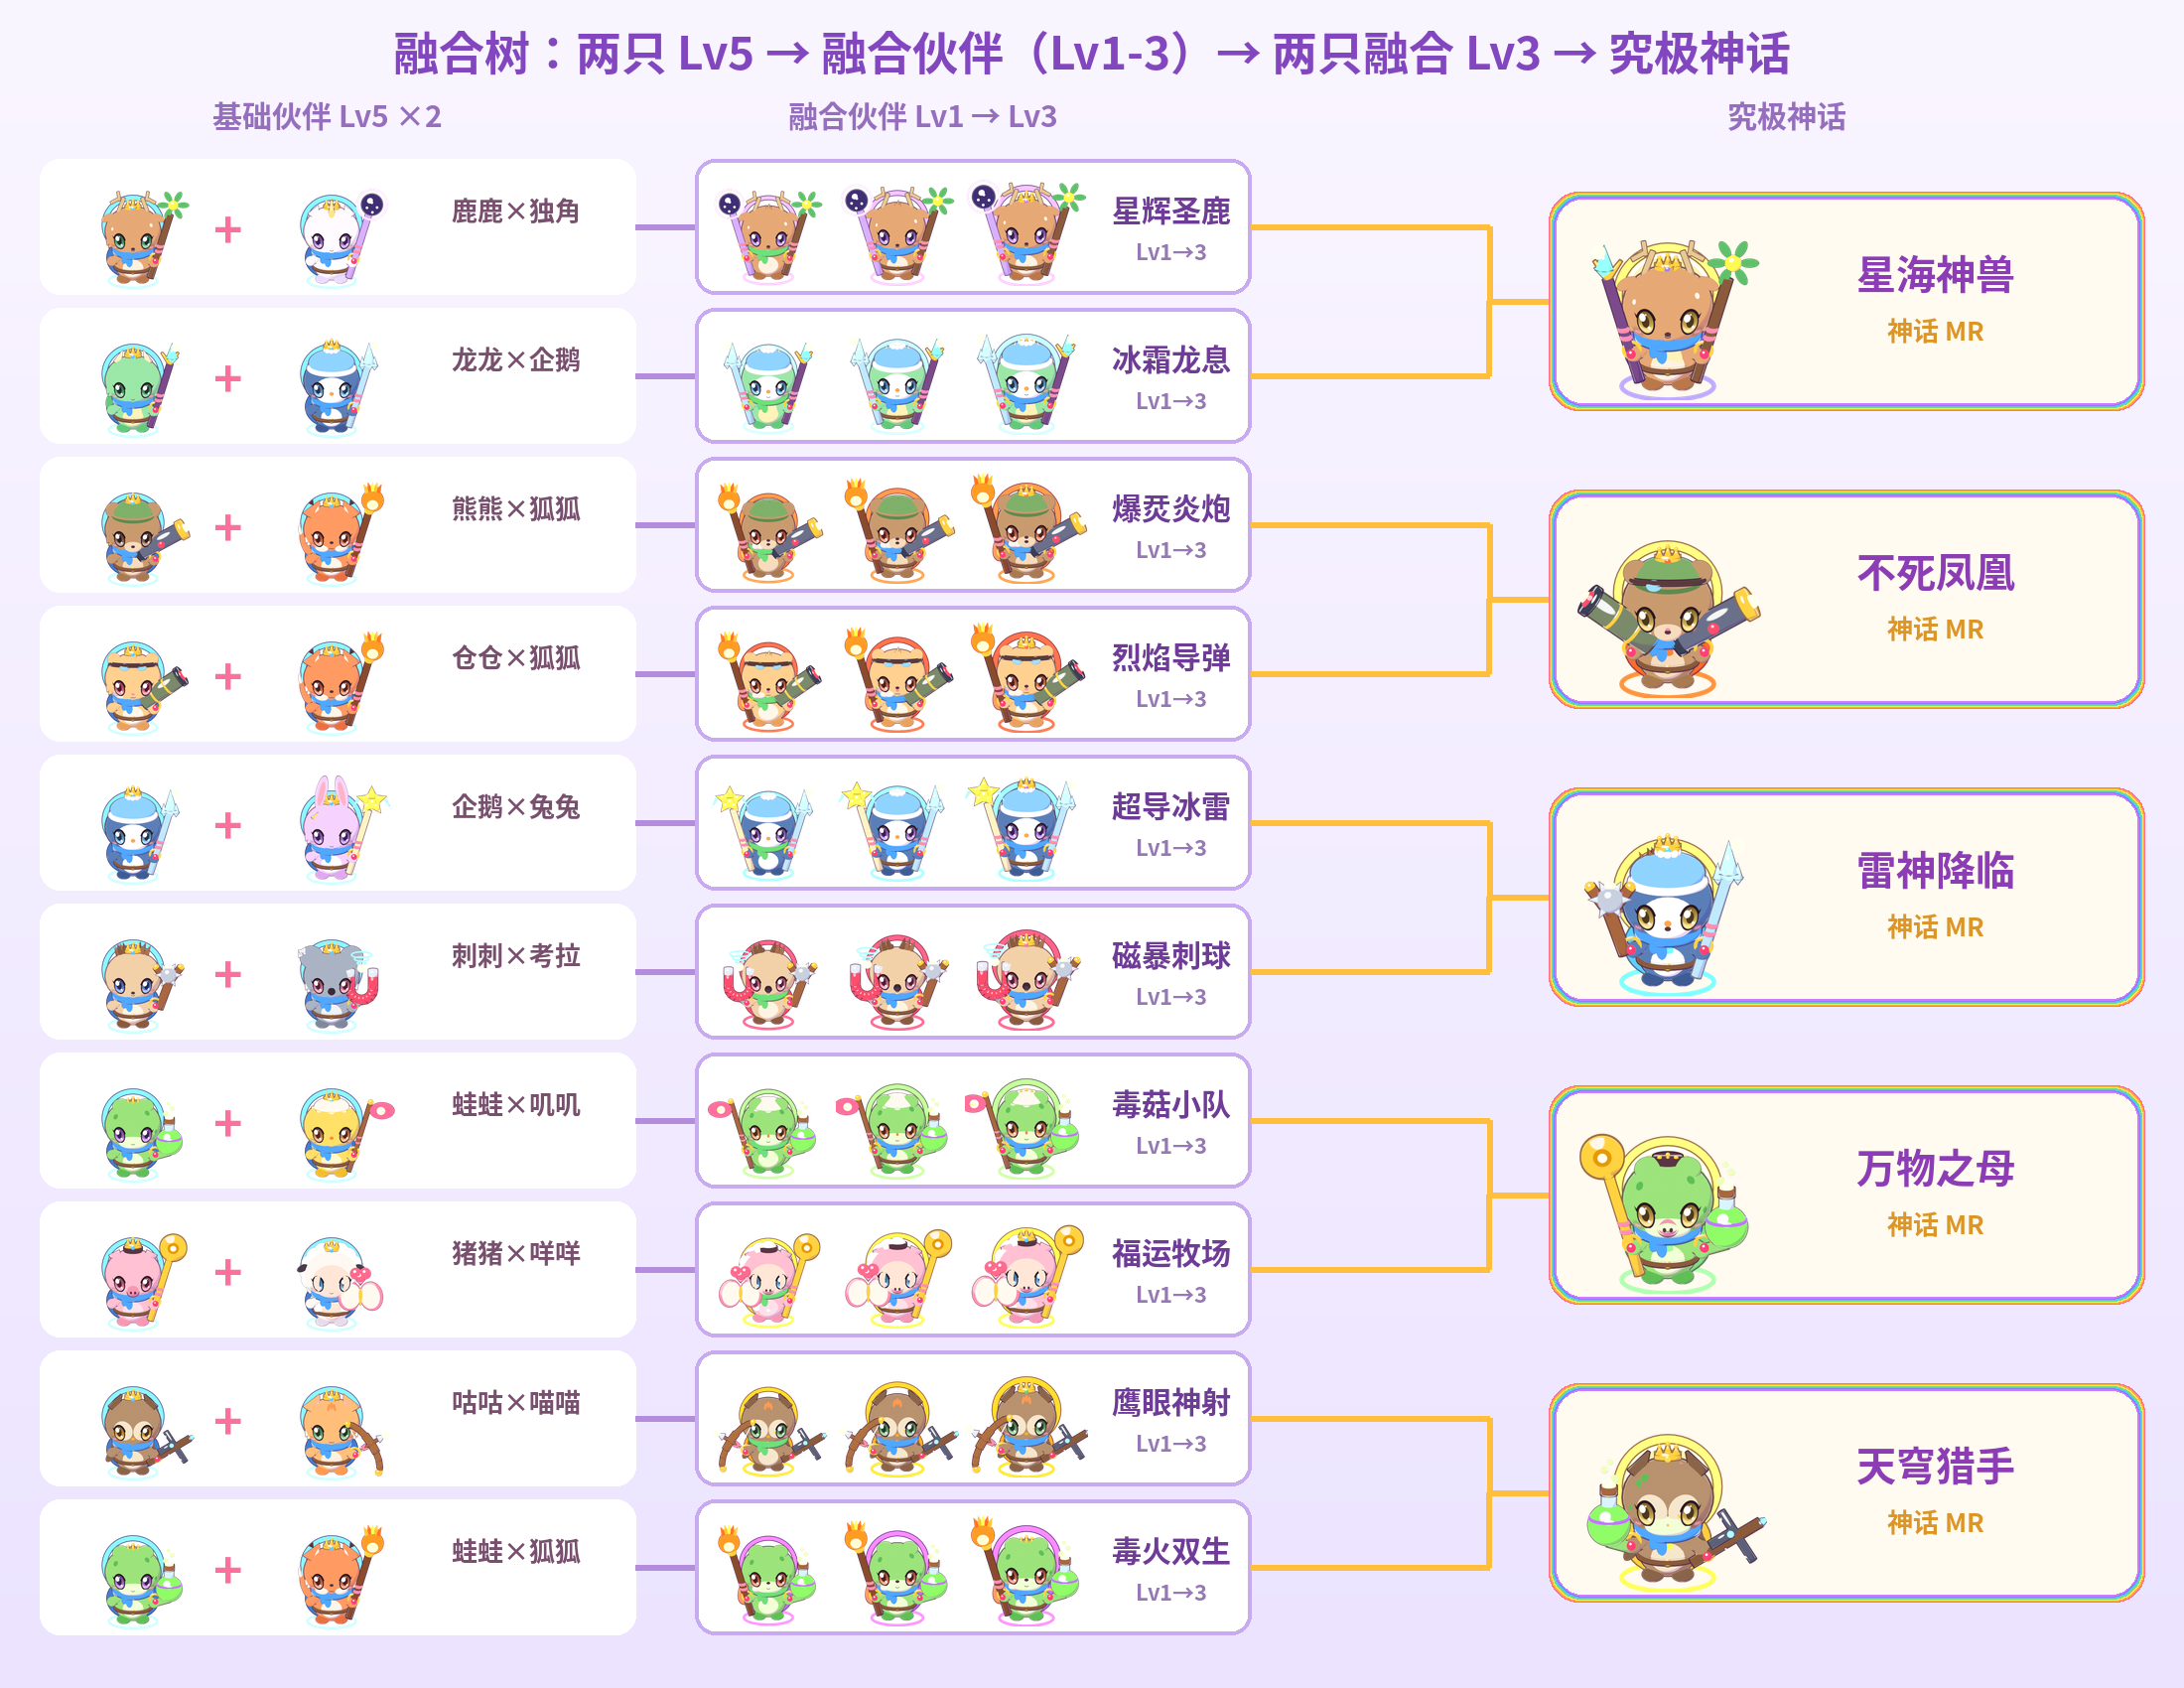 融合树：两只 Lv5 → 融合伙伴（Lv1-3）→ 两只融合 Lv3 → 究极神话
基础伙伴 Lv5 ×2
融合伙伴 Lv1 → Lv3
究极神话
鹿鹿×独角
星辉圣鹿
Lv1→3
龙龙×企鹅
冰霜龙息
Lv1→3
星海神兽
神话 MR
熊熊×狐狐
爆烎炎炮
Lv1→3
仓仓×狐狐
烈焰导弹
Lv1→3
不死凤凰
神话 MR
企鹅×兔兔
超导冰雷
Lv1→3
刺刺×考拉
磁暴刺球
Lv1→3
雷神降临
神话 MR
蛙蛙×叽叽
毒菇小队
Lv1→3
猪猪×咩咩
福运牧场
Lv1→3
万物之母
神话 MR
咕咕×喵喵
鹰眼神射
Lv1→3
蛙蛙×狐狐
毒火双生
Lv1→3
天穹猎手
神话 MR